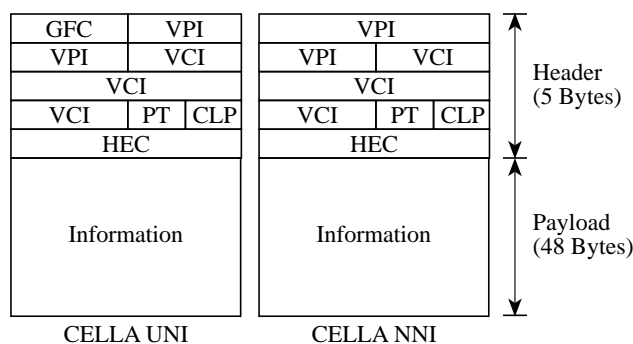 GFC VPI
VPI VCI
VCI
VCI PT CLP
HEC
Information
CELLA UNI
VPI
VPI VCI
VCI
VCI PT CLP
HEC
Information
CELLA NNI
Header
(5 Bytes)
Payload
(48 Bytes)